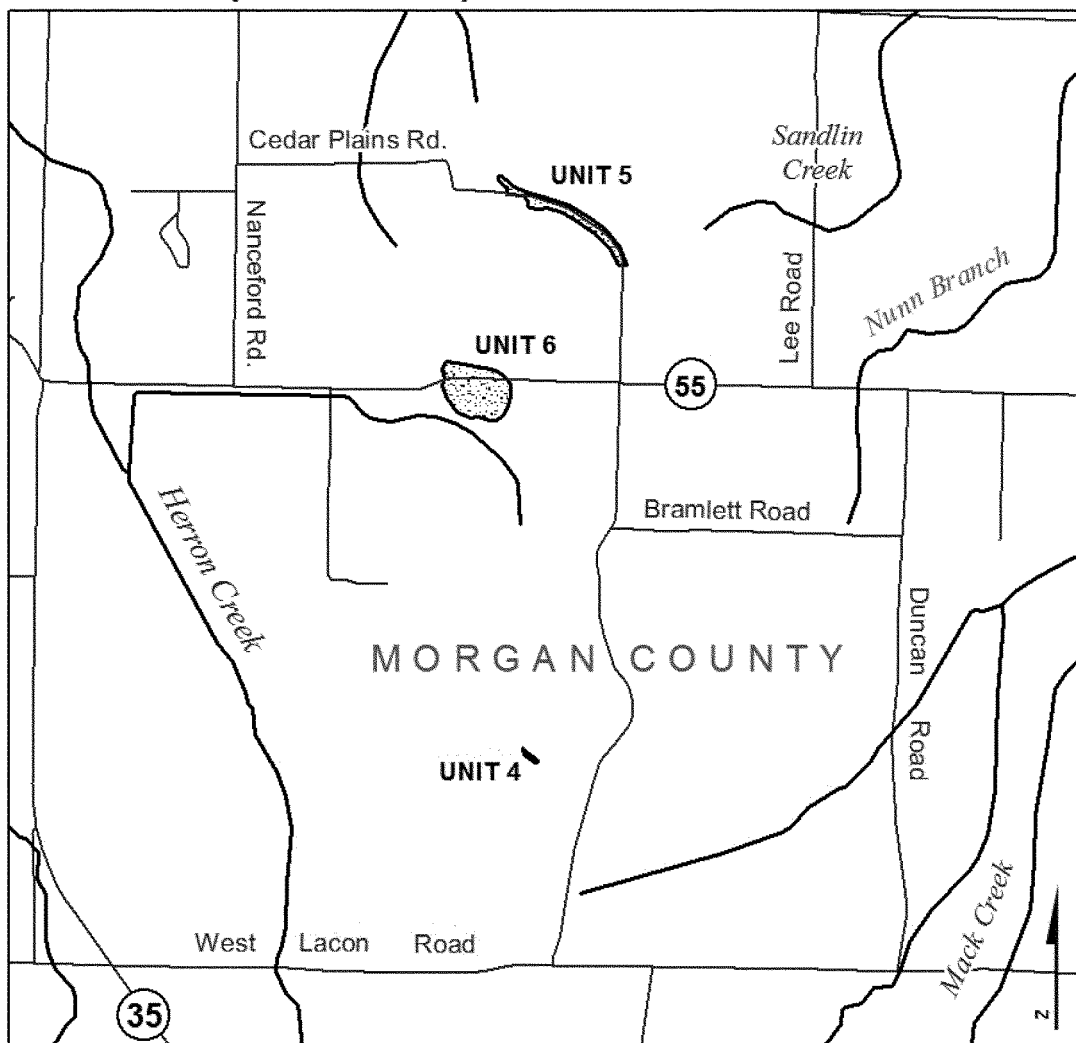 Cedar Plains Rd.
Sandlin
Creek
UNIT 5
Nanceford Rd.
Lee Road
Nunn Branch
UNIT 6
55
Herron Creek
Bramlett Road
Duncan Road
MORGAN COUNTY
UNIT 4
Mack Creek
West Lacon Road
35
N